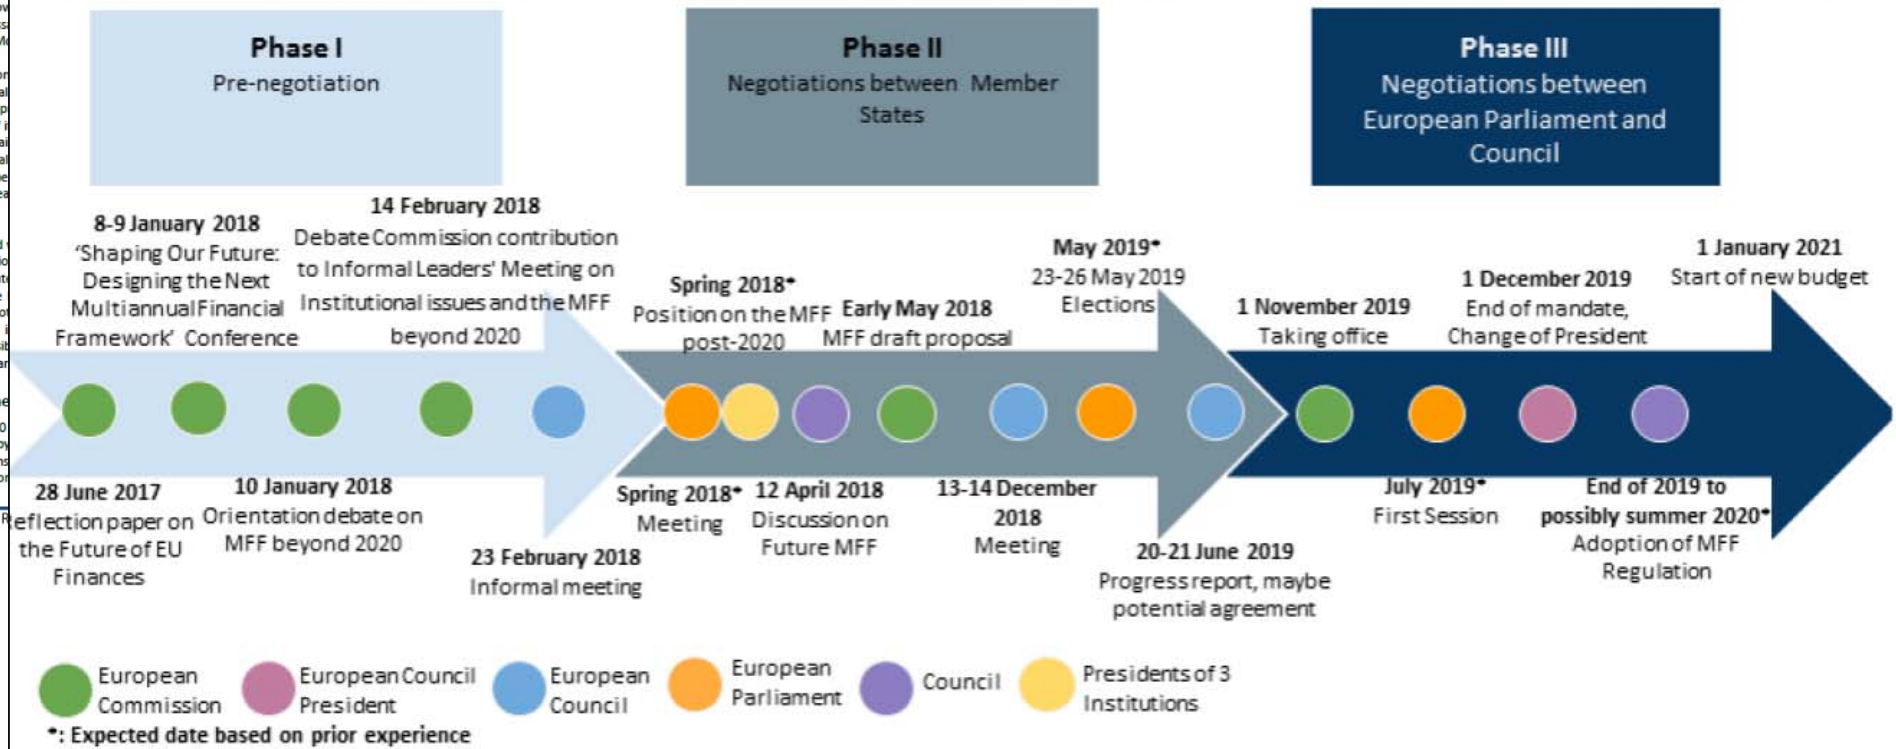 Phase I
Pre-negotiation
Phase II
Negotiations between Member
States
Phase III
Negotiations between
European Parliament and
Council
8-9 January 2018
‘Shaping Our Future:
Designing the Next
Multiannual Financial
Framework’ Conference
14 February 2018
Debate Commission contribution
to Informal Leaders’ Meeting on
Institutional issues and the MFF
beyond 2020
Spring 2018*
Position on the MFF
post-2020
Early May 2018
MFF draft proposal
May 2019*
23-26 May 2019
Elections
1 November 2019
Taking office
1 December 2019
End of mandate,
Change of President
1 January 2021
Start of new budget
28 June 2017
Reflection paper on
the Future of EU
Finances
10 January 2018
Orientation debate on
MFF beyond 2020
23 February 2018
Informal meeting
Spring 2018*
Meeting
12 April 2018
Discussion on
Future MFF
13-14 December
2018
Meeting
20-21 June 2019
Progress report, maybe
potential agreement
July 2019*
First Session
End of 2019 to
possibly summer 2020*
Adoption of MFF
Regulation
European
Commission
European Council
President
European
Council
European
Parliament
Council
Presidents of 3
Institutions
*: Expected date based on prior experience